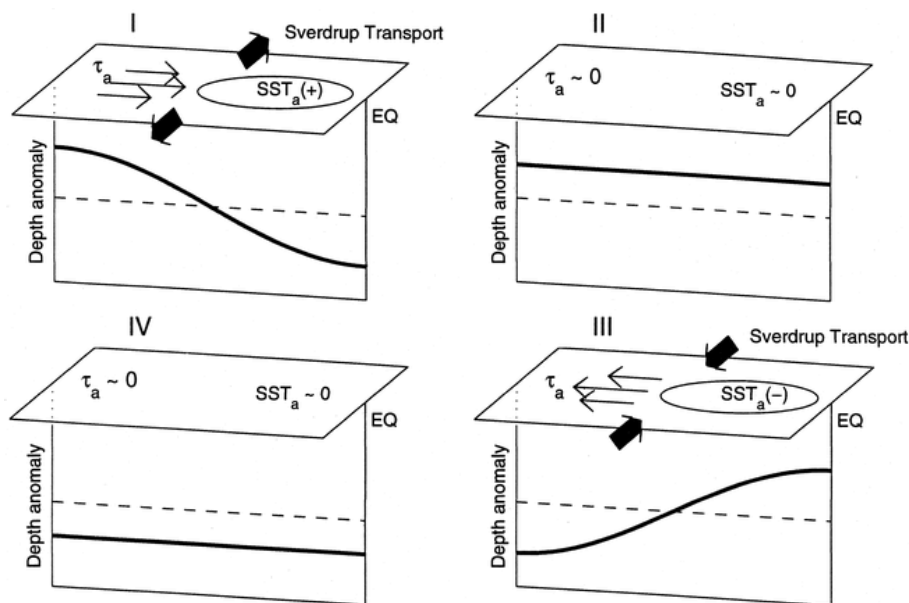 I
Sverdrup Transport
τa
SSTa(+)
EQ
Depth anomaly
II
τa ~ 0
SSTa ~ 0
EQ
Depth anomaly
IV
τa ~ 0
SSTa ~ 0
EQ
Depth anomaly
III
Sverdrup Transport
τa
SSTa(–)
EQ
Depth anomaly